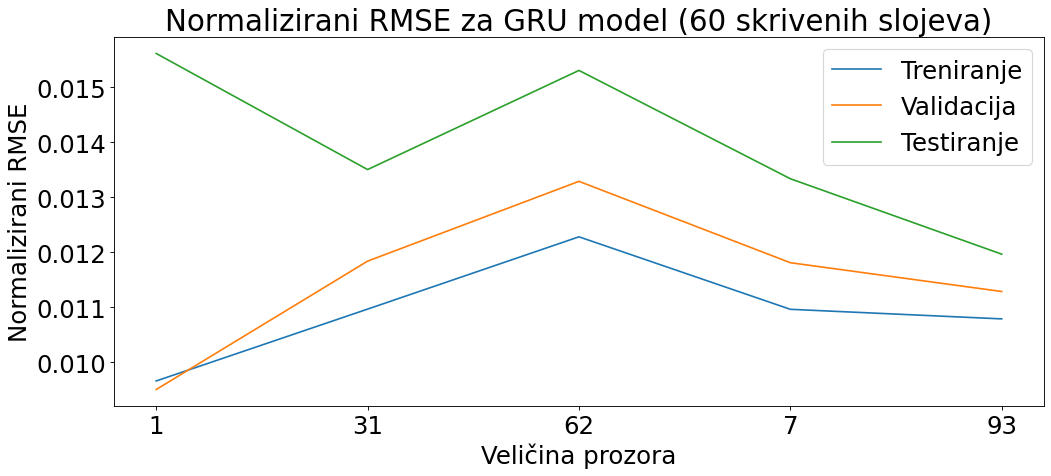 Normalizirani RMSE za GRU model (60 skrivenih slojeva)
Normalizirani RMSE
0.015
0.014
0.013
0.012
0.011
0.010
Treniranje
Validacija
Testiranje
1 31 62 7 93
Veličina prozora